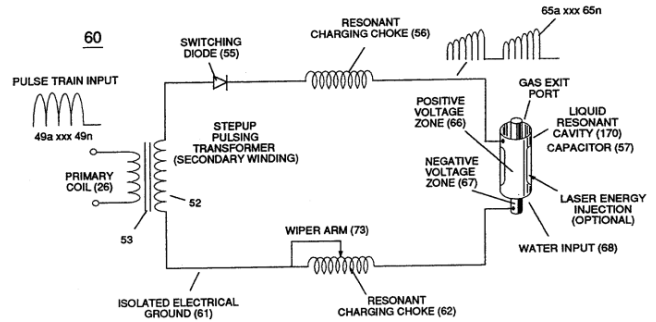 60
65a xxx 65n
RESONANT
CHARGING CHOKE (56)
SWITCHING
DIODE (55)
PULSE TRAIN INPUT
49a xxx 49n
GAS EXIT
PORT
POSITIVE
VOLTAGE
ZONE (66)
LIQUID
RESONANT
CAVITY (170)
CAPACITOR (57)
STEPUP
PULSING
TRANSFORMER
(SECONDARY WINDING)
NEGATIVE
VOLTAGE
ZONE (67)
PRIMARY
COIL (26)
LASER ENERGY
INJECTION
(OPTIONAL)
52
53
WIPER ARM (73)
WATER INPUT (68)
ISOLATED ELECTRICAL
GROUND (61)
RESONANT
CHARGING CHOKE (62)